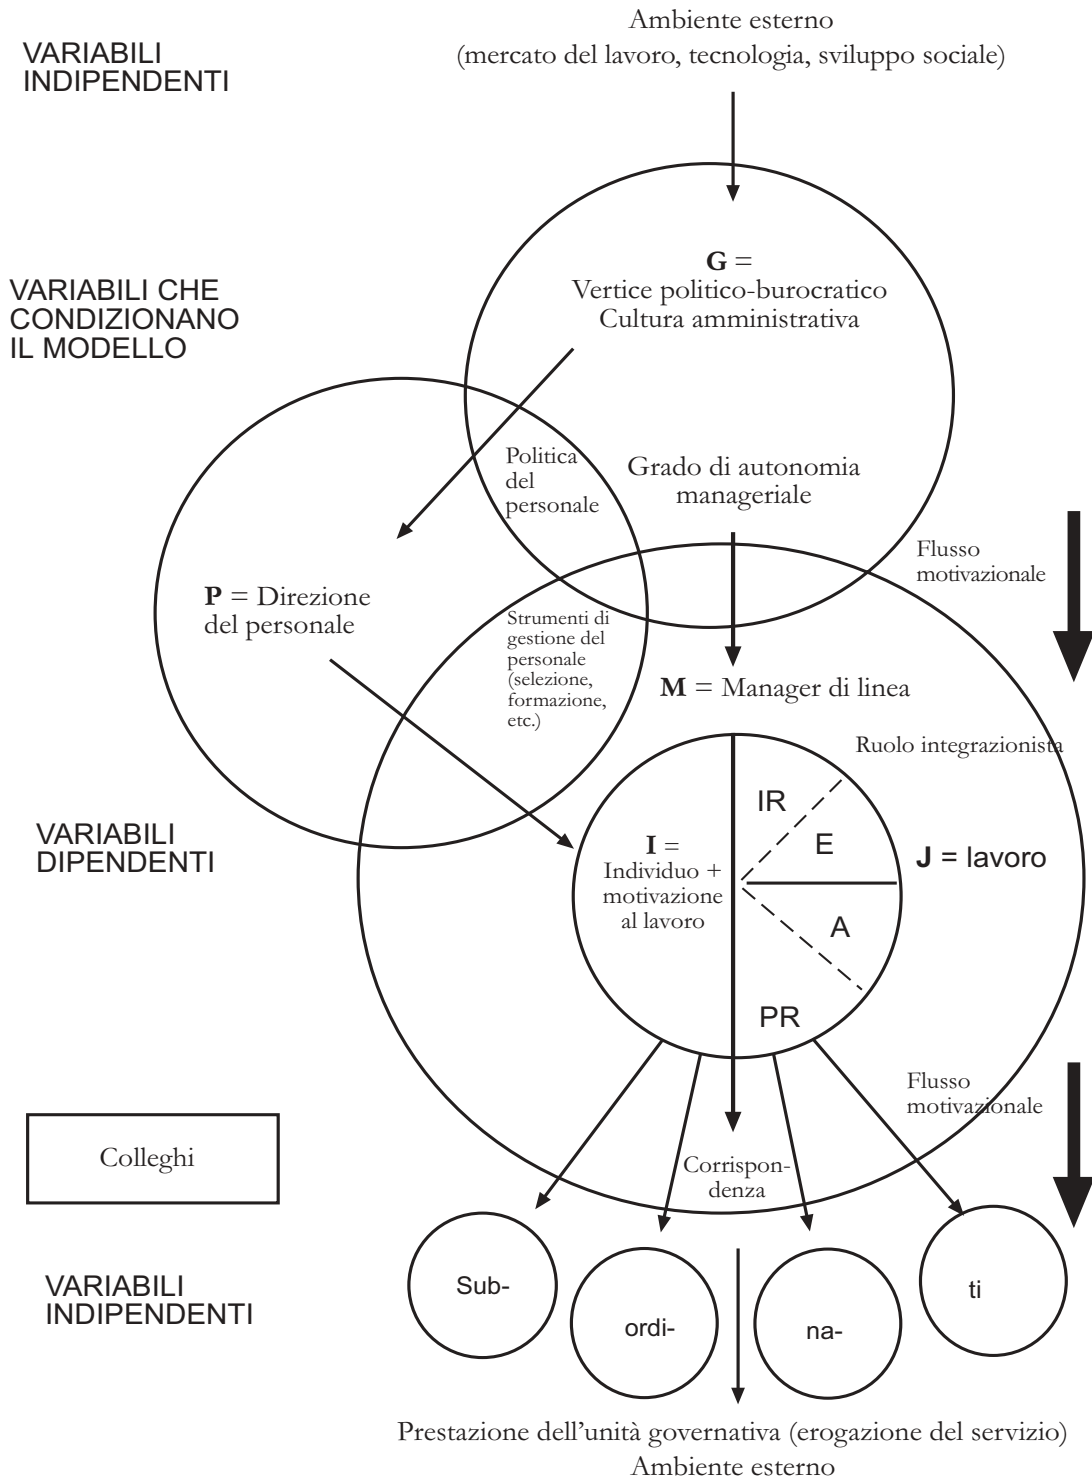 Ambiente esterno
(mercato del lavoro, tecnologia, sviluppo sociale)
VARIABILI
INDIPENDENTI
G =
Vertice politico-burocratico
Cultura amministrativa
VARIABILI CHE
CONDIZIONANO
IL MODELLO
Politica
del
personale
Grado di autonomia
manageriale
Flusso
motivazionale
P = Direzione
del personale
Strumenti di
gestione del
personale
(selezione,
formazione,
etc.)
M = Manager di linea
Ruolo integrazionista
VARIABILI
DIPENDENTI
I =
Individuo +
motivazione
al lavoro
IR
E
A
PR
J = lavoro
Flusso
motivazionale
Colleghi
Corrispon-
denza
VARIABILI
INDIPENDENTI
Sub-
ordi-
na-
ti
Prestazione dell'unità governativa (erogazione del servizio)
Ambiente esterno